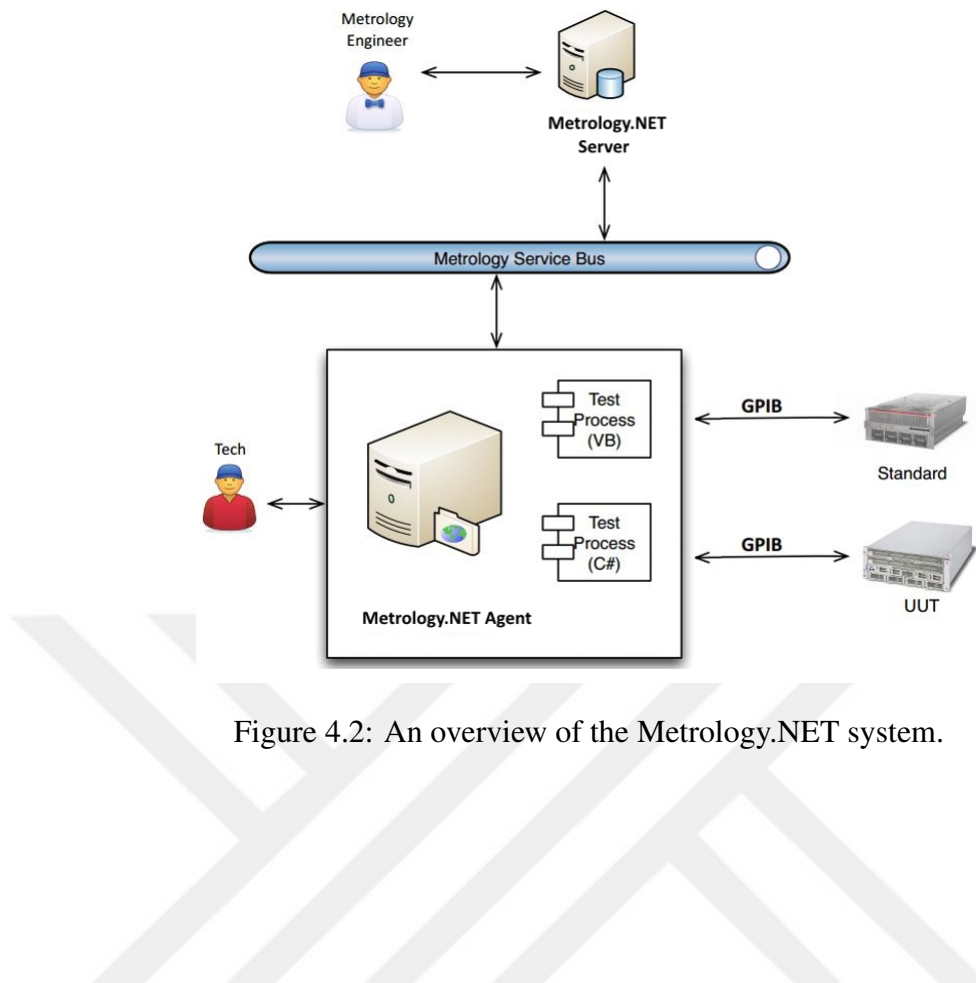 Metrology
Engineer
Metrology.NET
Server
Metrology Service Bus
Test
Process
(VB)
GPIB
Standard
Tech
Test
Process
(C#)
GPIB
UUT
Metrology.NET Agent
Figure 4.2: An overview of the Metrology.NET system.